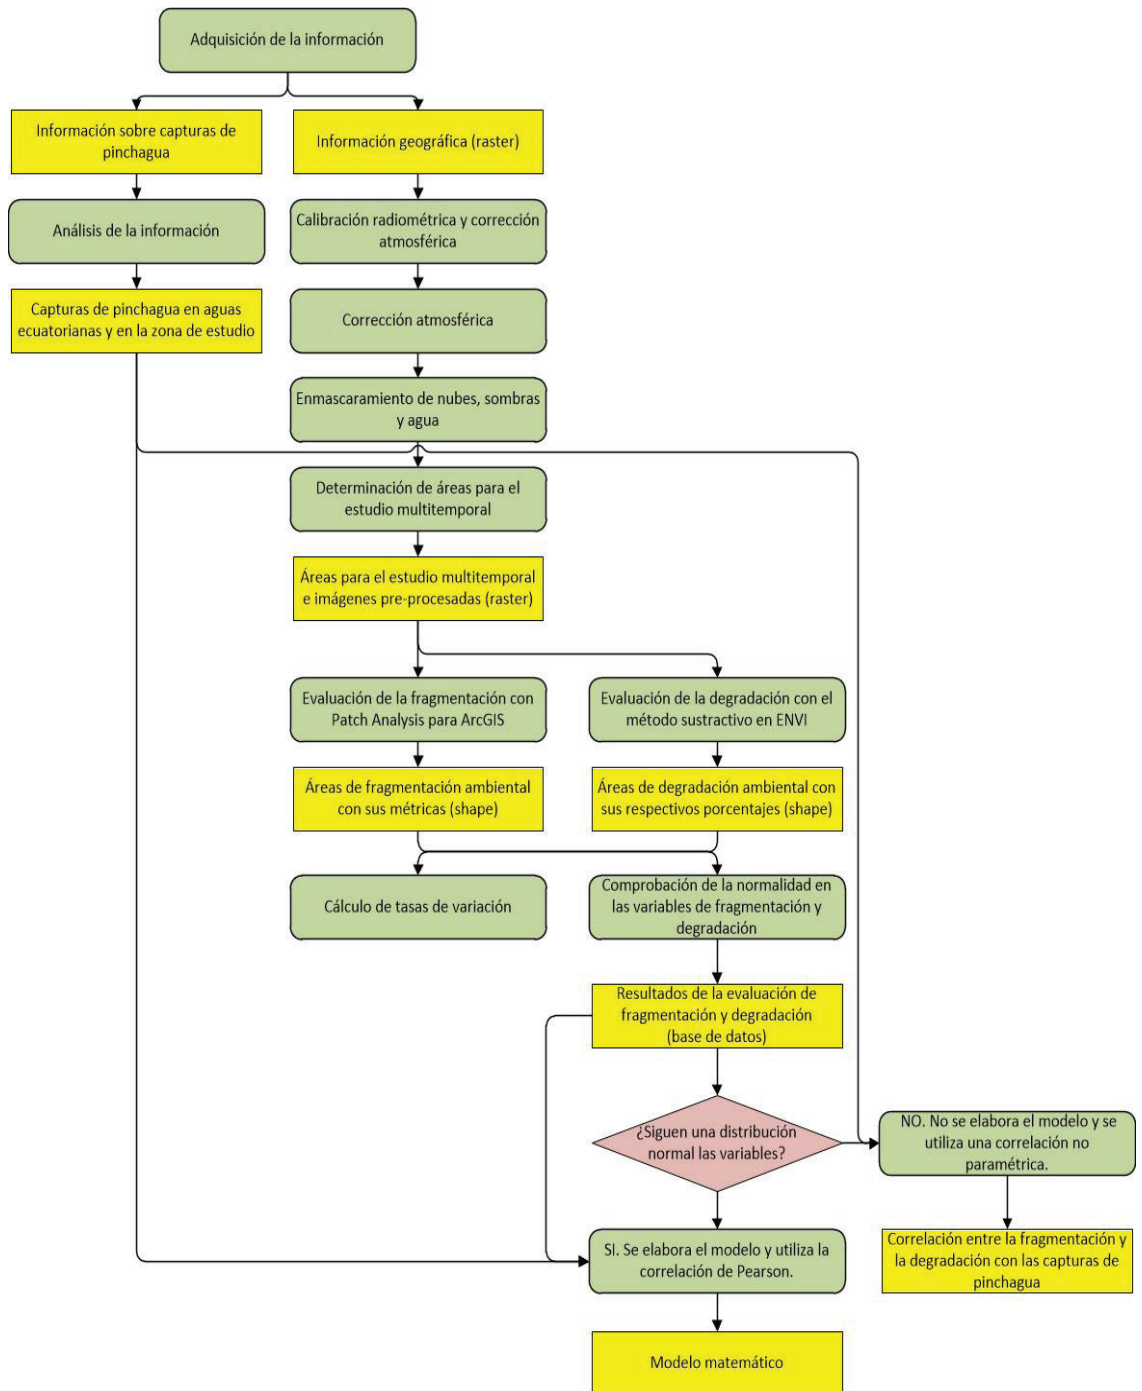 Adquisición de la información
Información sobre capturas de
pinchagua
Información geográfica (raster)
Análisis de la información
Calibración radiométrica y corrección
atmosférica
Capturas de pinchagua en aguas
ecuatorianas y en la zona de estudio
Corrección atmosférica
Enmascaramiento de nubes, sombras
y agua
Determinación de áreas para el
estudio multitemporal
Áreas para el estudio multitemporal
e imágenes pre-procesadas (raster)
Evaluación de la fragmentación con
Patch Analysis para ArcGIS
Evaluación de la degradación con el
método sustractivo en ENVI
Áreas de fragmentación ambiental
con sus métricas (shape)
Áreas de degradación ambiental con
sus respectivos porcentajes (shape)
Cálculo de tasas de variación
Comprobación de la normalidad en
las variables de fragmentación y
degradación
Resultados de la evaluación de
fragmentación y degradación
(base de datos)
¿Siguen una distribución
normal las variables?
NO. No se elabora el modelo y se
utiliza una correlación no
paramétrica.
SI. Se elabora el modelo y utiliza la
correlación de Pearson.
Correlación entre la fragmentación y
la degradación con las capturas de
pinchagua
Modelo matemático